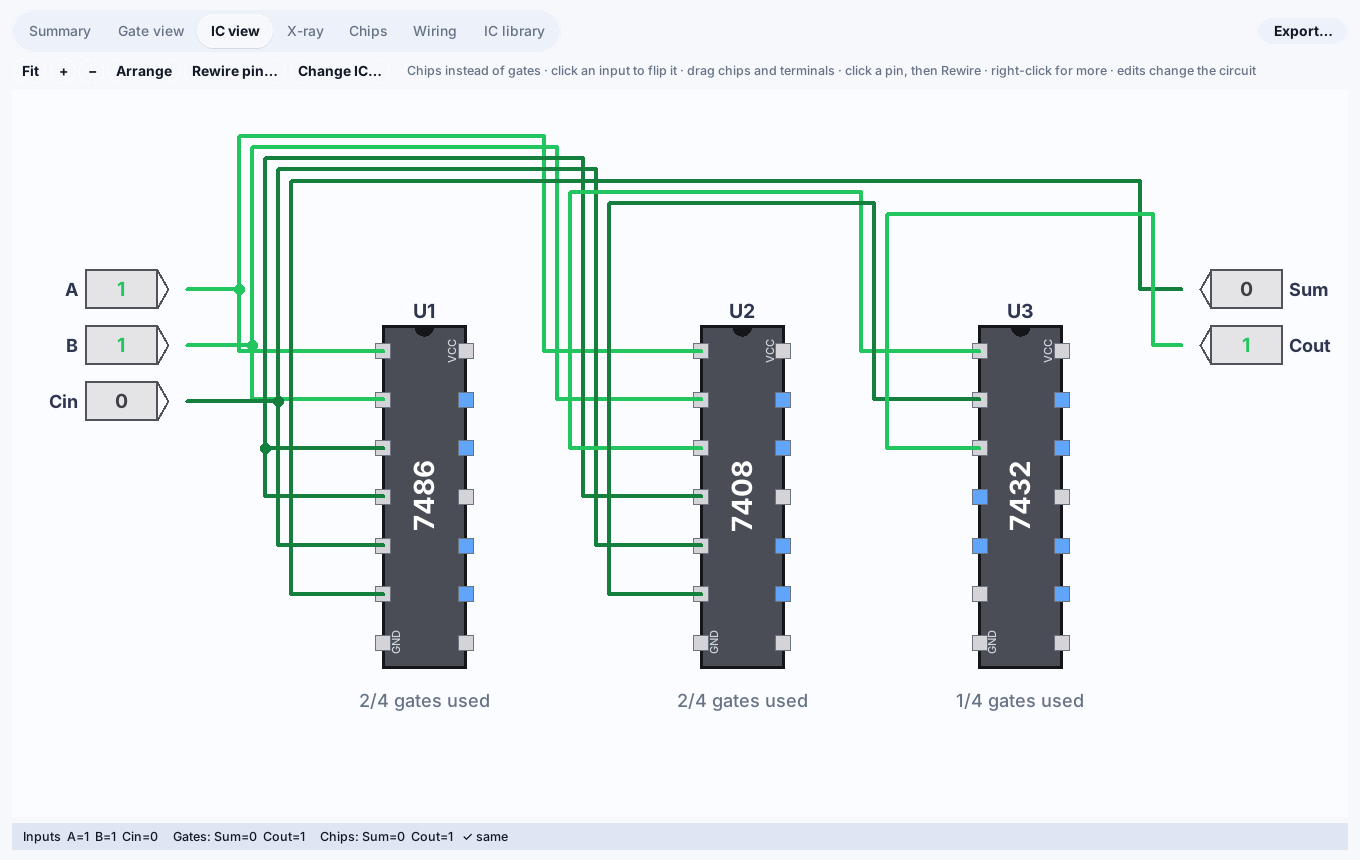 Summary Gate view IC view X-ray Chips Wiring IC library Export...
Fit + − Arrange Rewire pin... Change IC... Chips instead of gates · click an input to flip it · drag chips and terminals · click a pin, then Rewire · right-click for more · edits change the circuit
A 1 0 Sum
U1 U2 U3
B 1 1 Cout
VCC VCC VCC
Cin 0
7486 7408 7432
GND GND GND
2/4 gates used 2/4 gates used 1/4 gates used
Inputs A=1 B=1 Cin=0 Gates: Sum=0 Cout=1 Chips: Sum=0 Cout=1 ✓ same